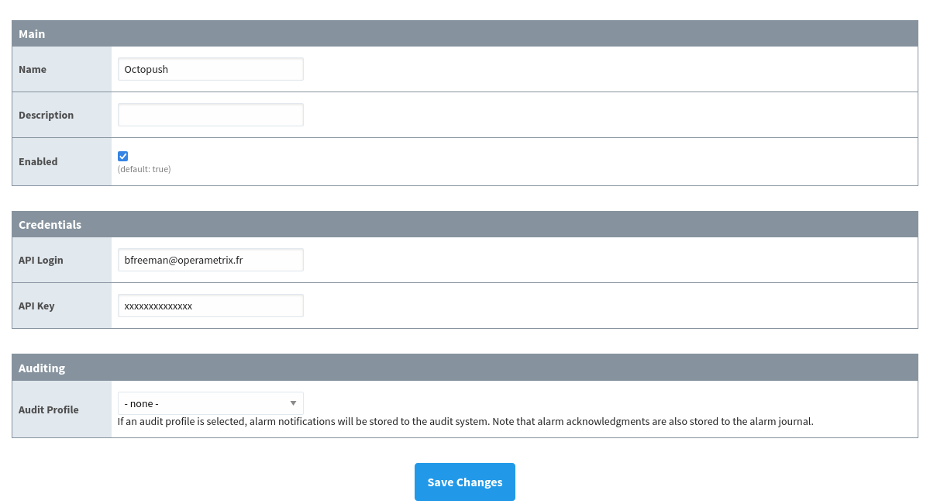 Main
Name
Octopush
Description
Enabled
(default: true)
Credentials
API Login
bfreeman@operametrix.fr
API Key
xxxxxxxxxxxxxx
Auditing
Audit Profile
- none -
If an audit profile is selected, alarm notifications will be stored to the audit system. Note that alarm acknowledgments are also stored to the alarm journal.
Save Changes